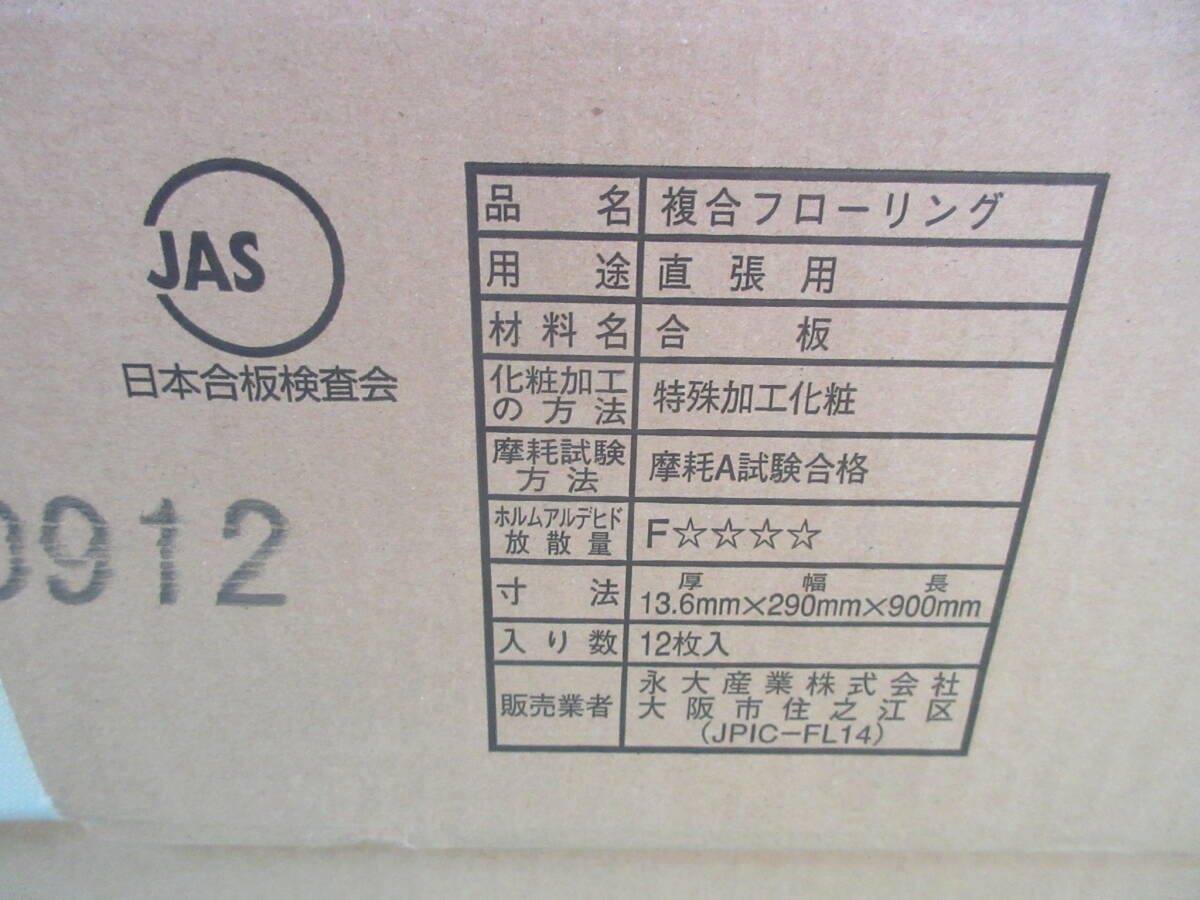 JAS
日本合板検査会
0912
品名 複合フローリング
用途 直張用
材料名 合板
化粧加工の方法 特殊加工化粧
摩耗試験方法 摩耗A試験合格
ホルムアルデヒド放散量 F☆☆☆☆
厚 幅 長
寸法 13.6mm×290mm×900mm
入り数 12枚入
販売業者 永大産業株式会社
大阪市住之江区
(JPIC-FL14)